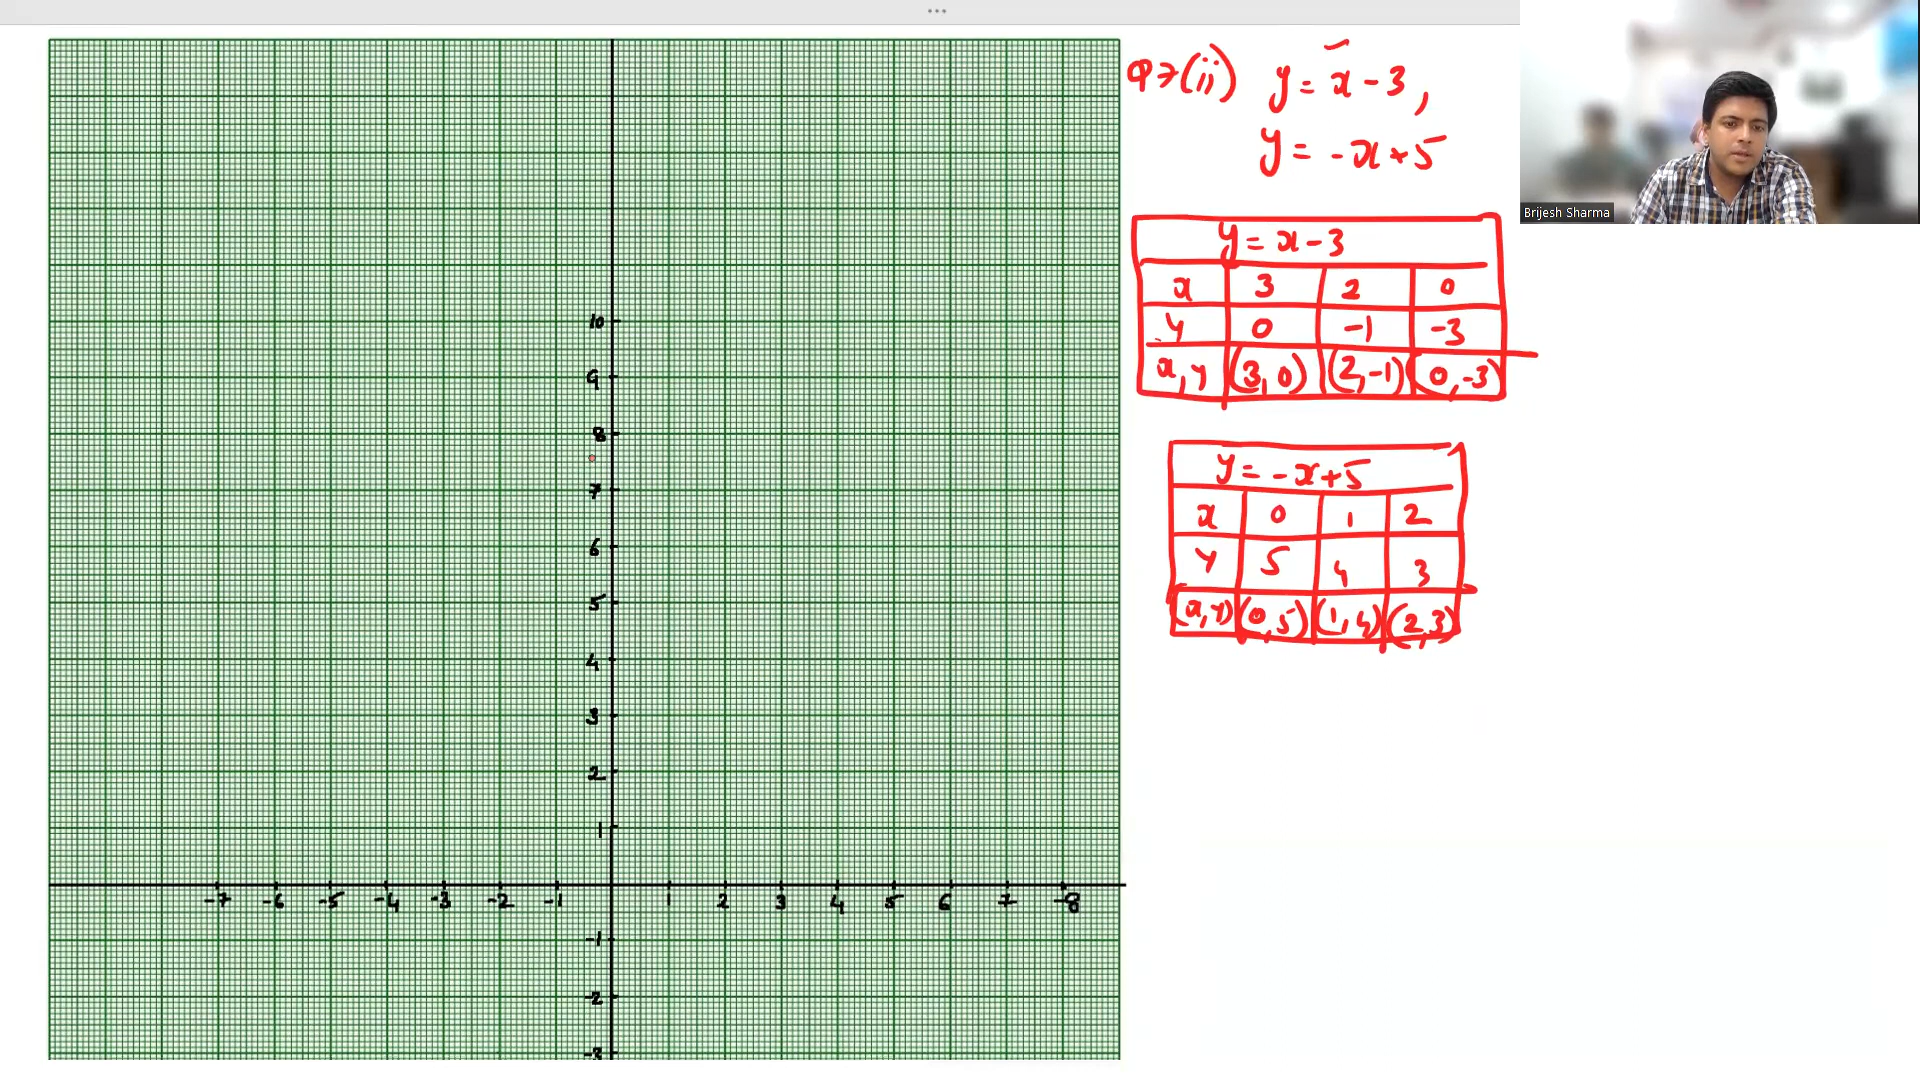 Q7(ii) y = x - 3,
y = -x + 5
Brijesh Sharma
y = x - 3
x 3 2 0
y 0 -1 -3
x, y (3, 0) (2, -1) (0, -3)
y = -x + 5
x 0 1 2
y 5 4 3
(x, y) (0, 5) (1, 4) (2, 3)
10
9
8
7
6
5
4
3
2
1
-7 -6 -5 -4 -3 -2 -1 1 2 3 4 5 6 7 -8
-1
-2
-3